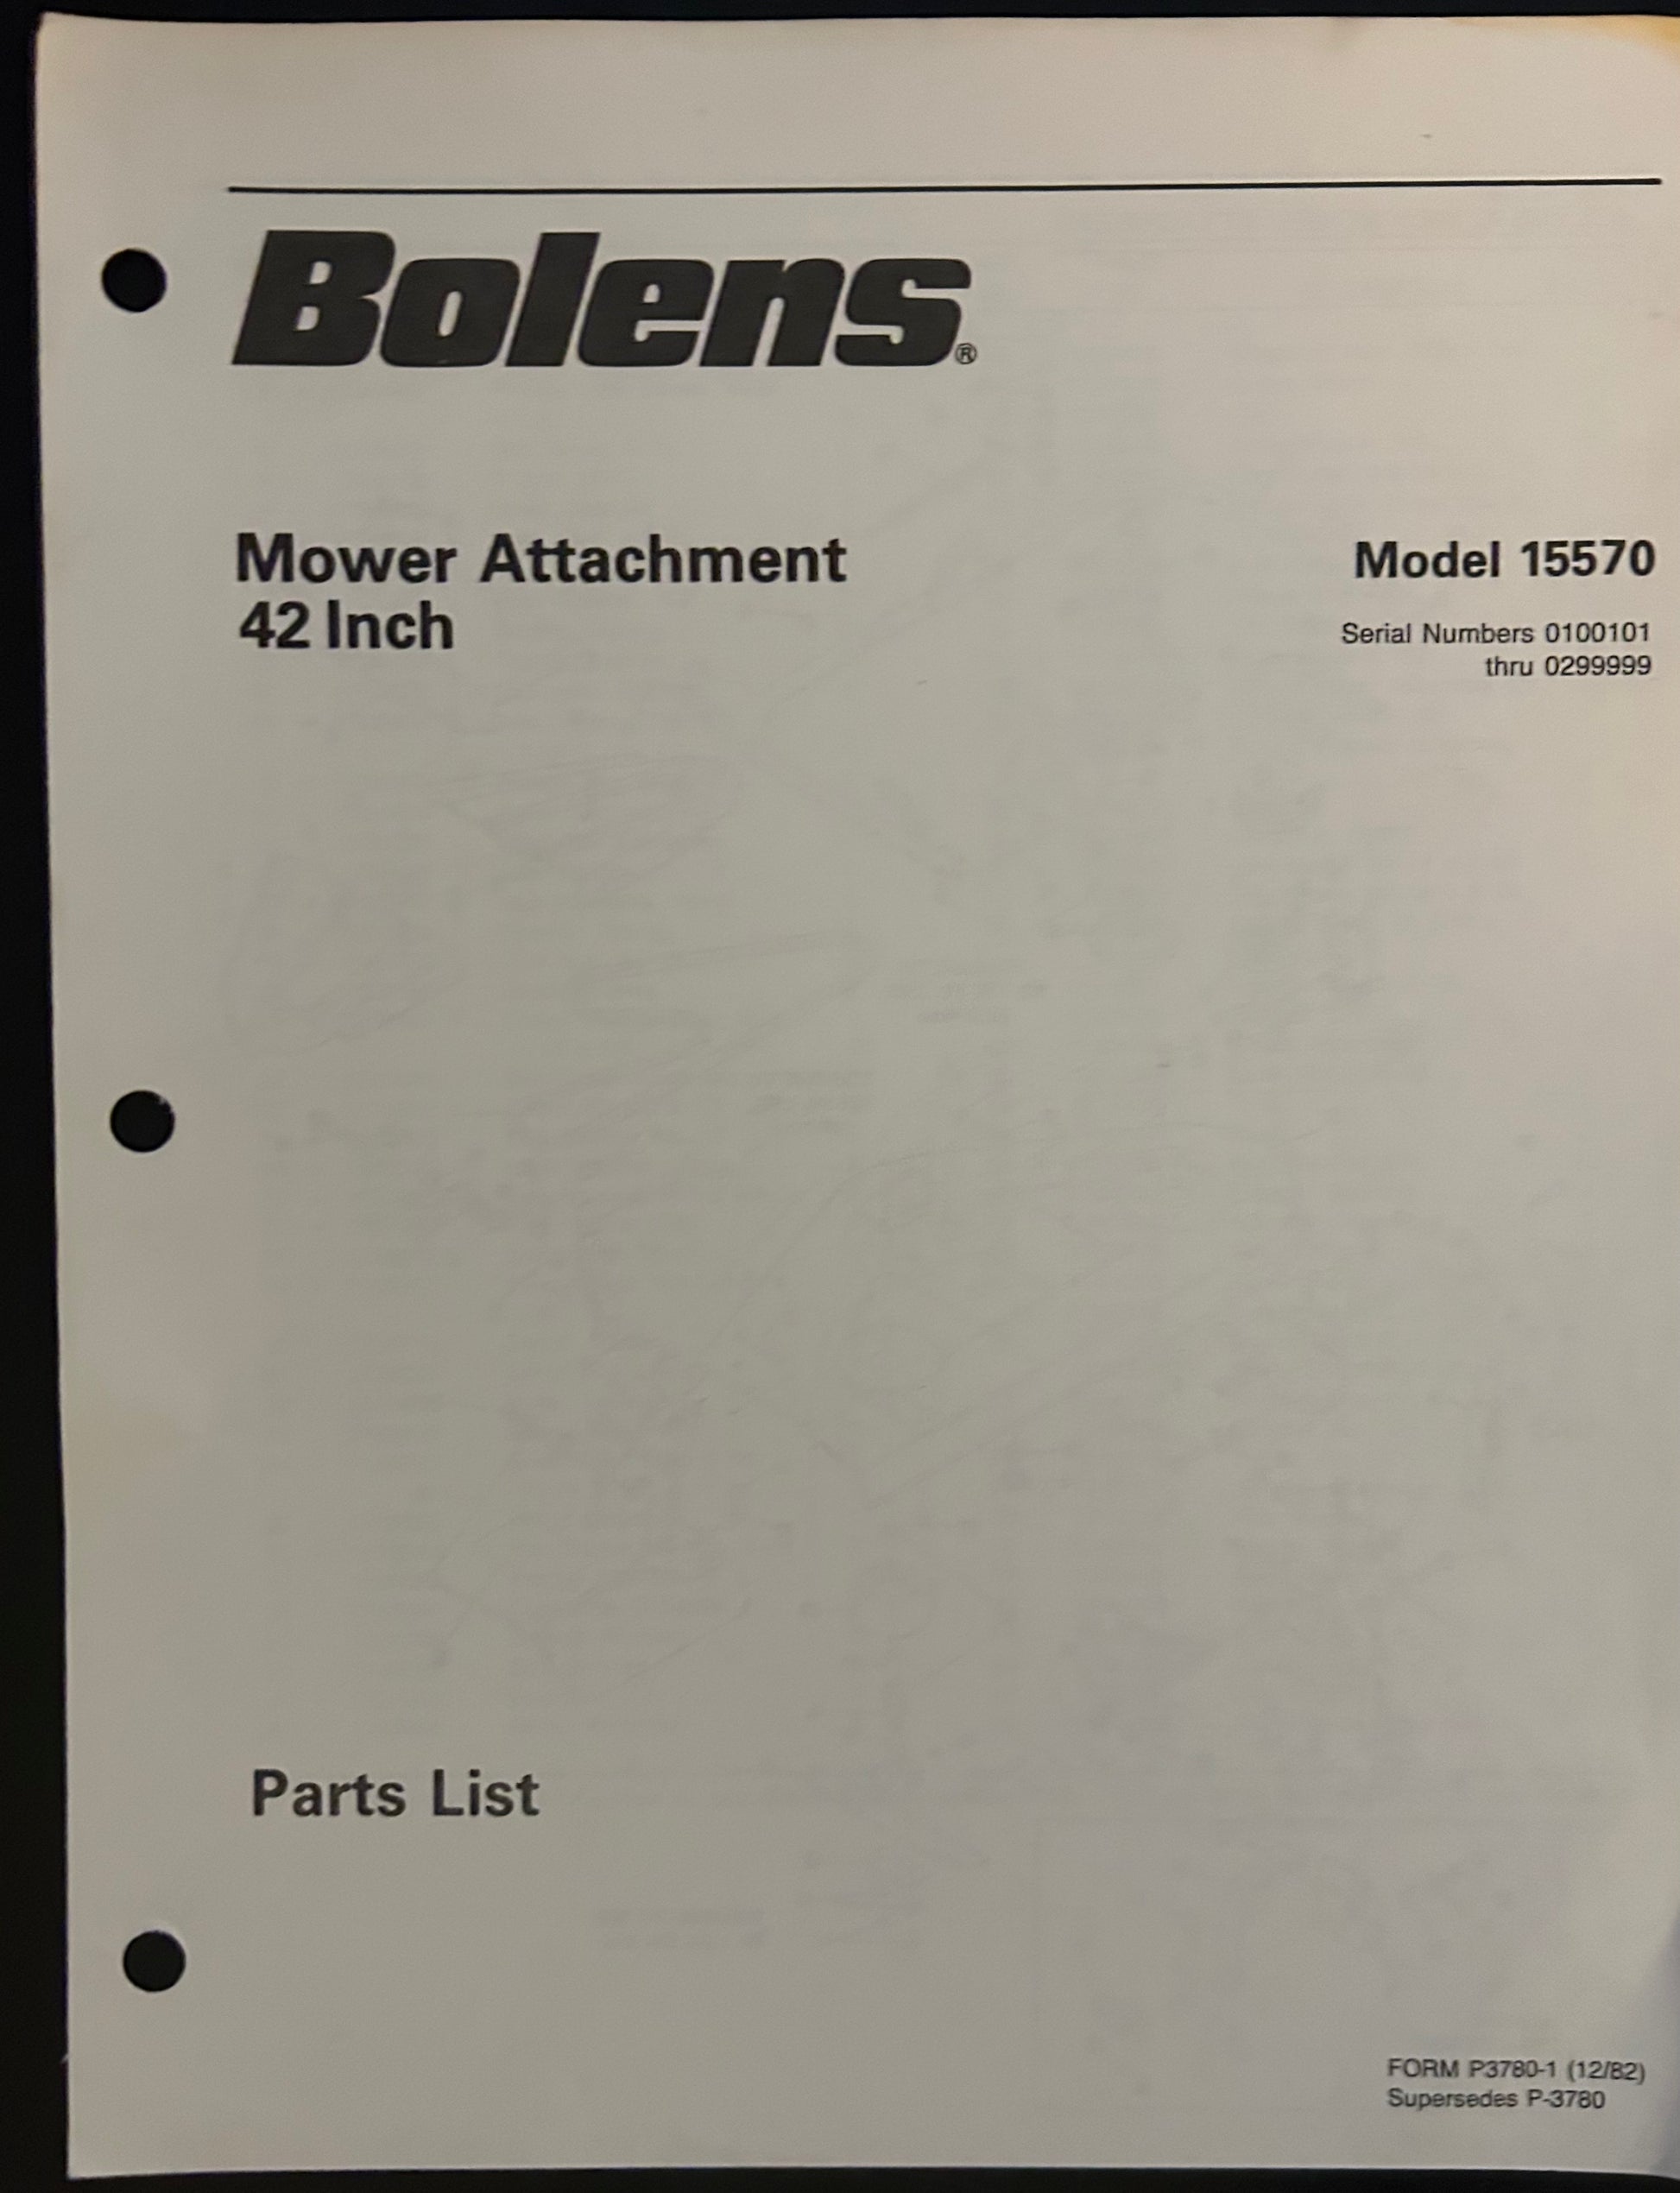 Bolens®
Mower Attachment
42 Inch
Model 15570
Serial Numbers 0100101
thru 0299999
Parts List
FORM P3780-1 (12/82)
Supersedes P-3780